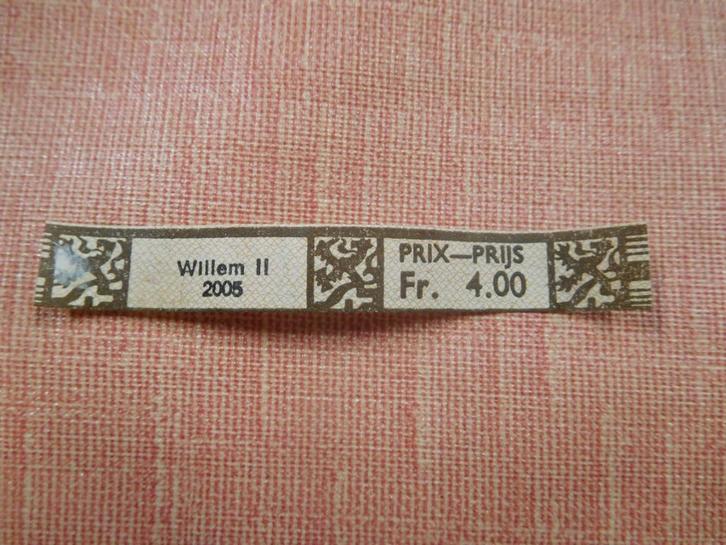 Willem II
2005
PRIX—PRIJS
Fr. 4.00